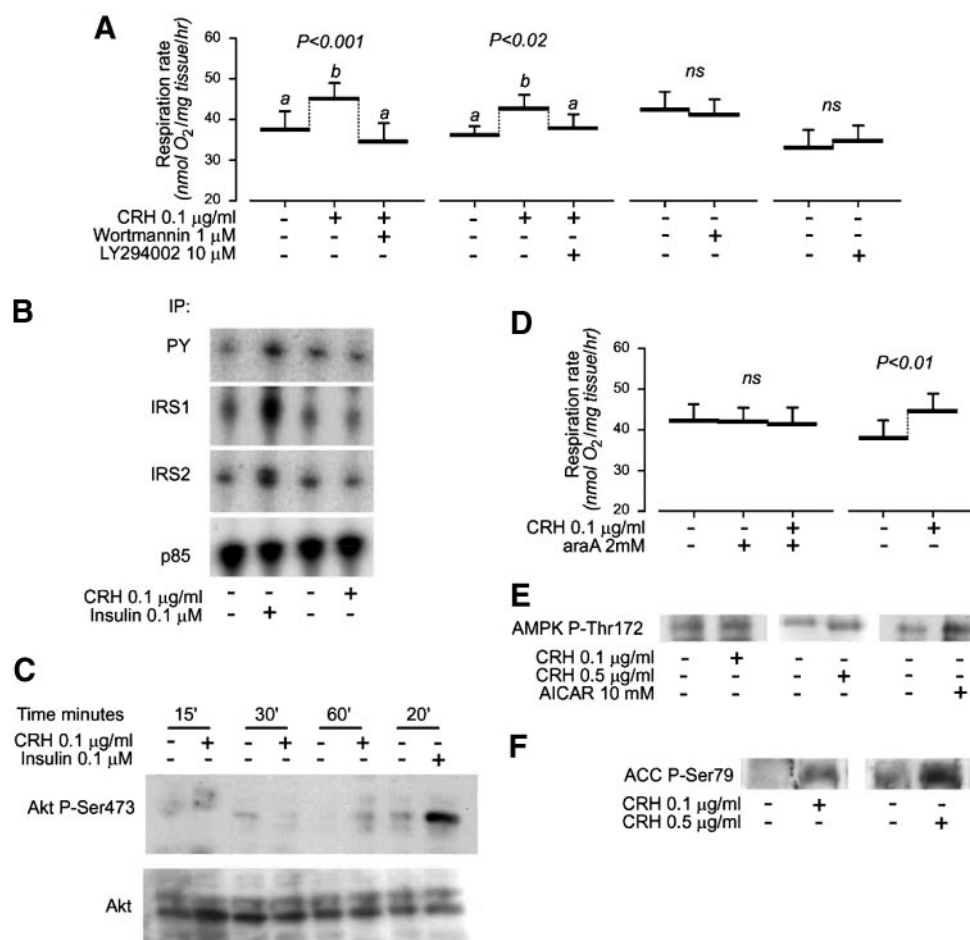 A
Respiration rate
(nmol O2/mg tissue/hr)
60
50
40
30
20
P<0.001
a
b
a
P<0.02
a
b
a
ns
ns
CRH 0.1 µg/ml - + + - + + - - - -
Wortmannin 1 µM - - + - - - - + - -
LY294002 10 µM - - - - - + - - - +
B
IP:
PY
IRS1
IRS2
p85
CRH 0.1 µg/ml - - - +
Insulin 0.1 µM - + - -
C
Time minutes 15' 30' 60' 20'
CRH 0.1 µg/ml - + - + - + - -
Insulin 0.1 µM - - - - - - - +
Akt P-Ser473
Akt
D
Respiration rate
(nmol O2/mg tissue/hr)
60
50
40
30
20
ns
P<0.01
CRH 0.1 µg/ml - - + - +
araA 2mM - + + - -
E
AMPK P-Thr172
CRH 0.1 µg/ml - + - - - -
CRH 0.5 µg/ml - - - + - -
AICAR 10 mM - - - - - +
F
ACC P-Ser79
CRH 0.1 µg/ml - + - -
CRH 0.5 µg/ml - - - +